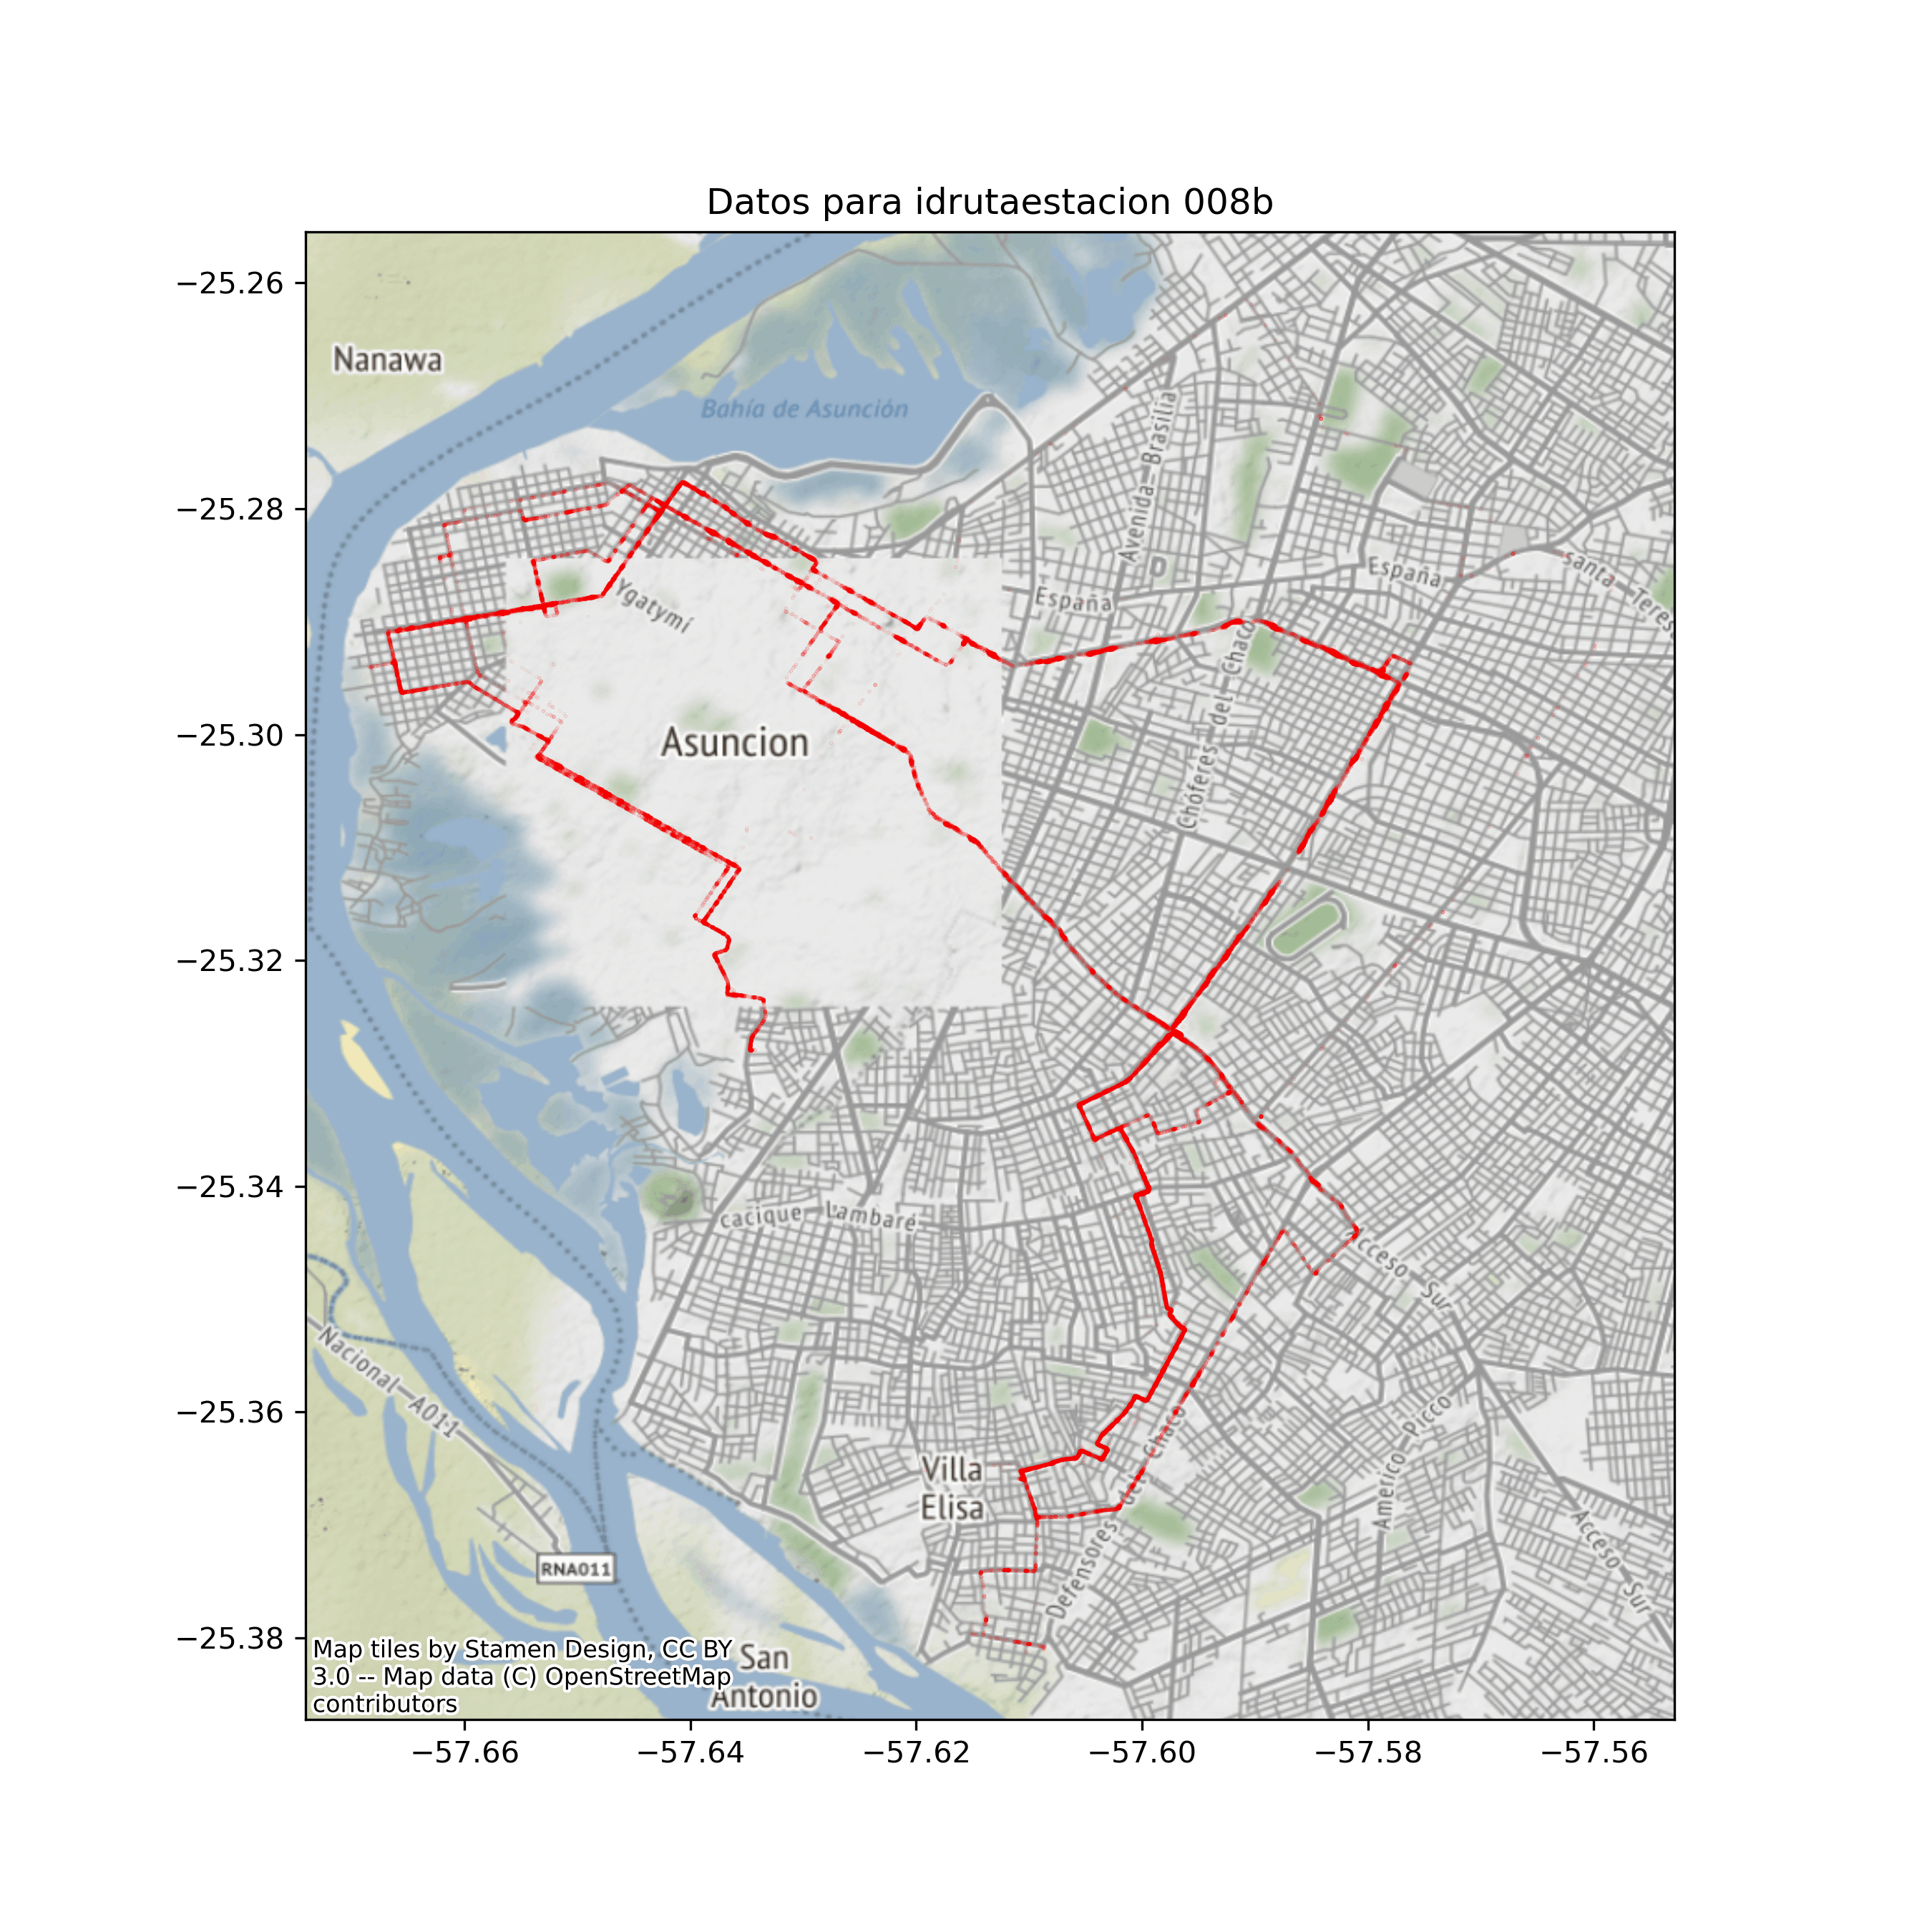 Datos para idrutaestacion 008b
−25.26
Nanawa
Bahía de Asunción
Avenida Brasilia
−25.28
España
España
santa Teres
Ygatymí
Choferes del Chaco
−25.30
Asuncion
−25.32
−25.34
cacique Lambaré
cceso Sur
Nacional A011
−25.36
Villa
Elisa
Defensores del Chaco
Américo Picco
Acceso Sur
RNA011
−25.38
Map tiles by Stamen Design, CC BY
3.0 -- Map data (C) OpenStreetMap
contributors
San
Antonio
−57.66 −57.64 −57.62 −57.60 −57.58 −57.56